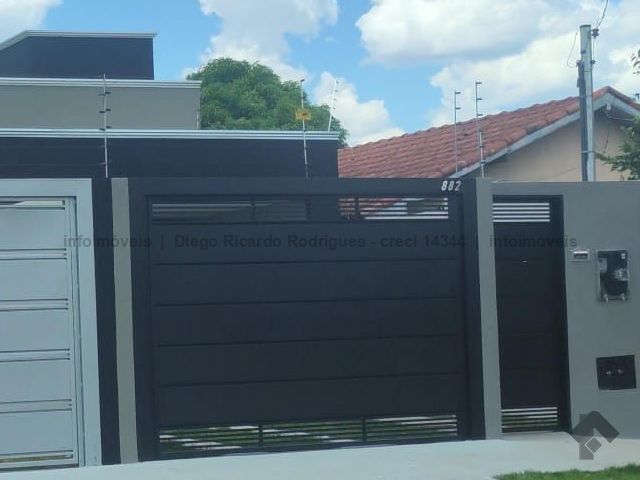 882
infoimóveis | Diego Ricardo Rodrigues - creci 14344 | infoimóveis